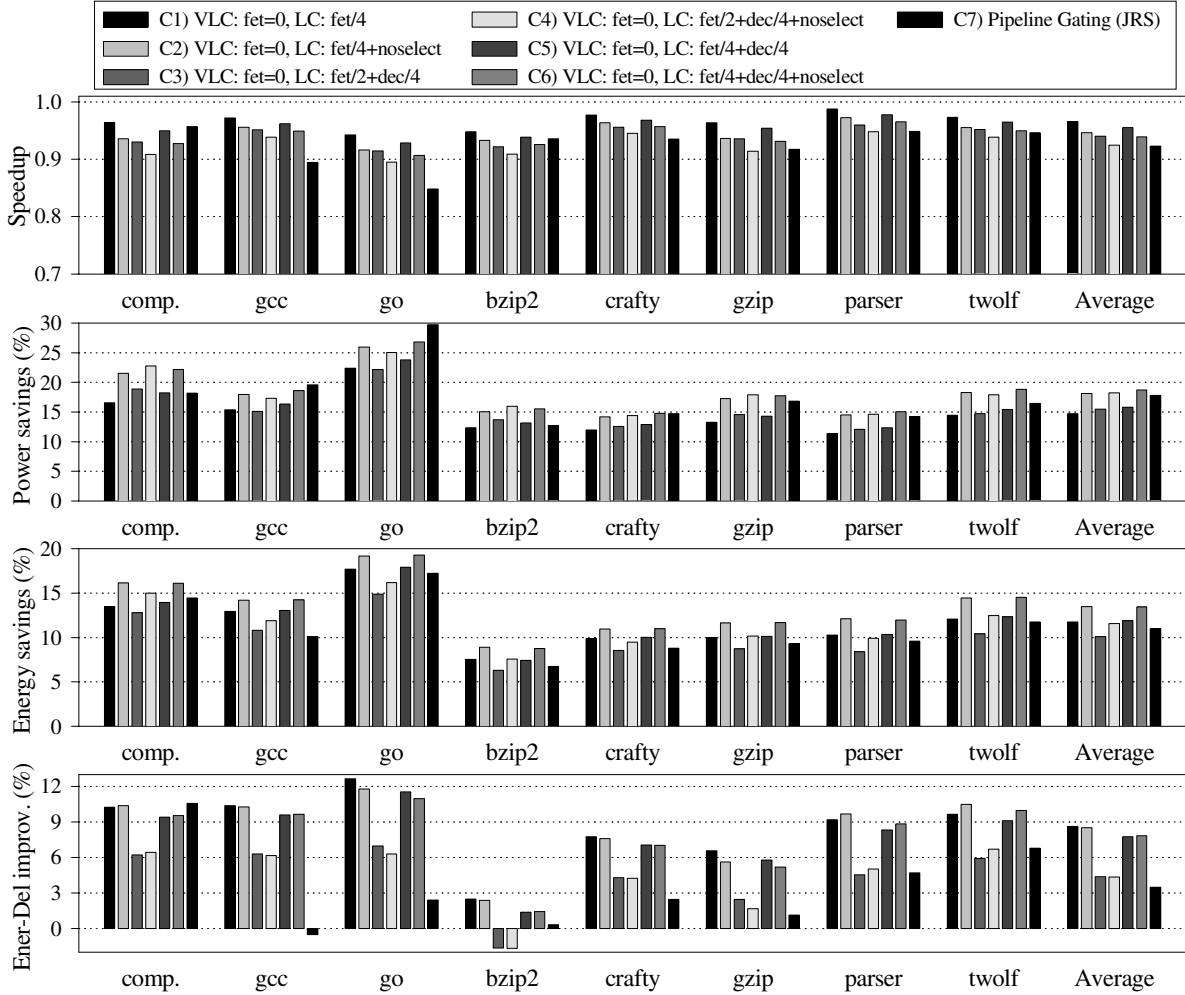 C1) VLC: fet=0, LC: fet/4
C4) VLC: fet=0, LC: fet/2+dec/4+noselect
C7) Pipeline Gating (JRS)
C2) VLC: fet=0, LC: fet/4+noselect
C5) VLC: fet=0, LC: fet/4+dec/4
C3) VLC: fet=0, LC: fet/2+dec/4
C6) VLC: fet=0, LC: fet/4+dec/4+noselect
Speedup
1.0
0.9
0.8
0.7
comp. gcc go bzip2 crafty gzip parser twolf Average
Power savings (%)
30
25
20
15
10
5
0
comp. gcc go bzip2 crafty gzip parser twolf Average
Energy savings (%)
20
15
10
5
0
comp. gcc go bzip2 crafty gzip parser twolf Average
Ener-Del improv. (%)
12
9
6
3
0
comp. gcc go bzip2 crafty gzip parser twolf Average